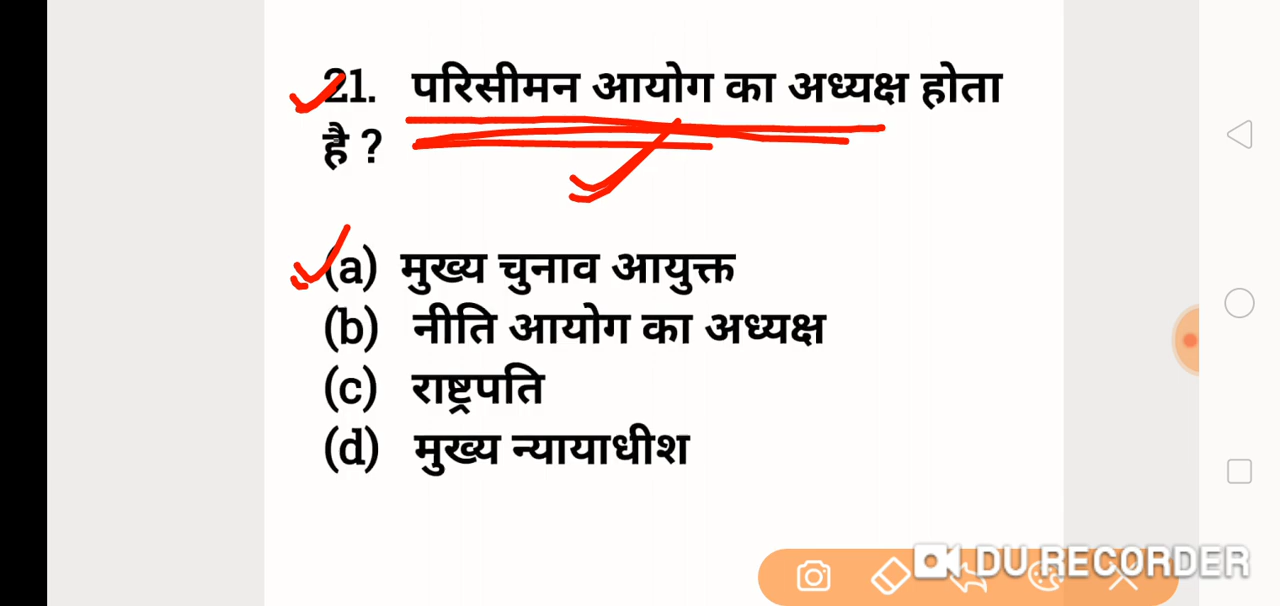 21. परिसीमन आयोग का अध्यक्ष होता
है ?
(a) मुख्य चुनाव आयुक्त
(b) नीति आयोग का अध्यक्ष
(c) राष्ट्रपति
(d) मुख्य न्यायाधीश
DU RECORDER